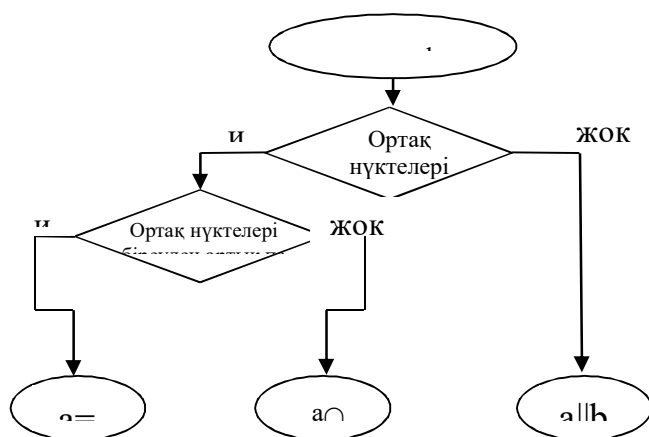 Ортақ
нүктелері
жок
Ортақ нүктелері
жок
a=
a∩
a||b